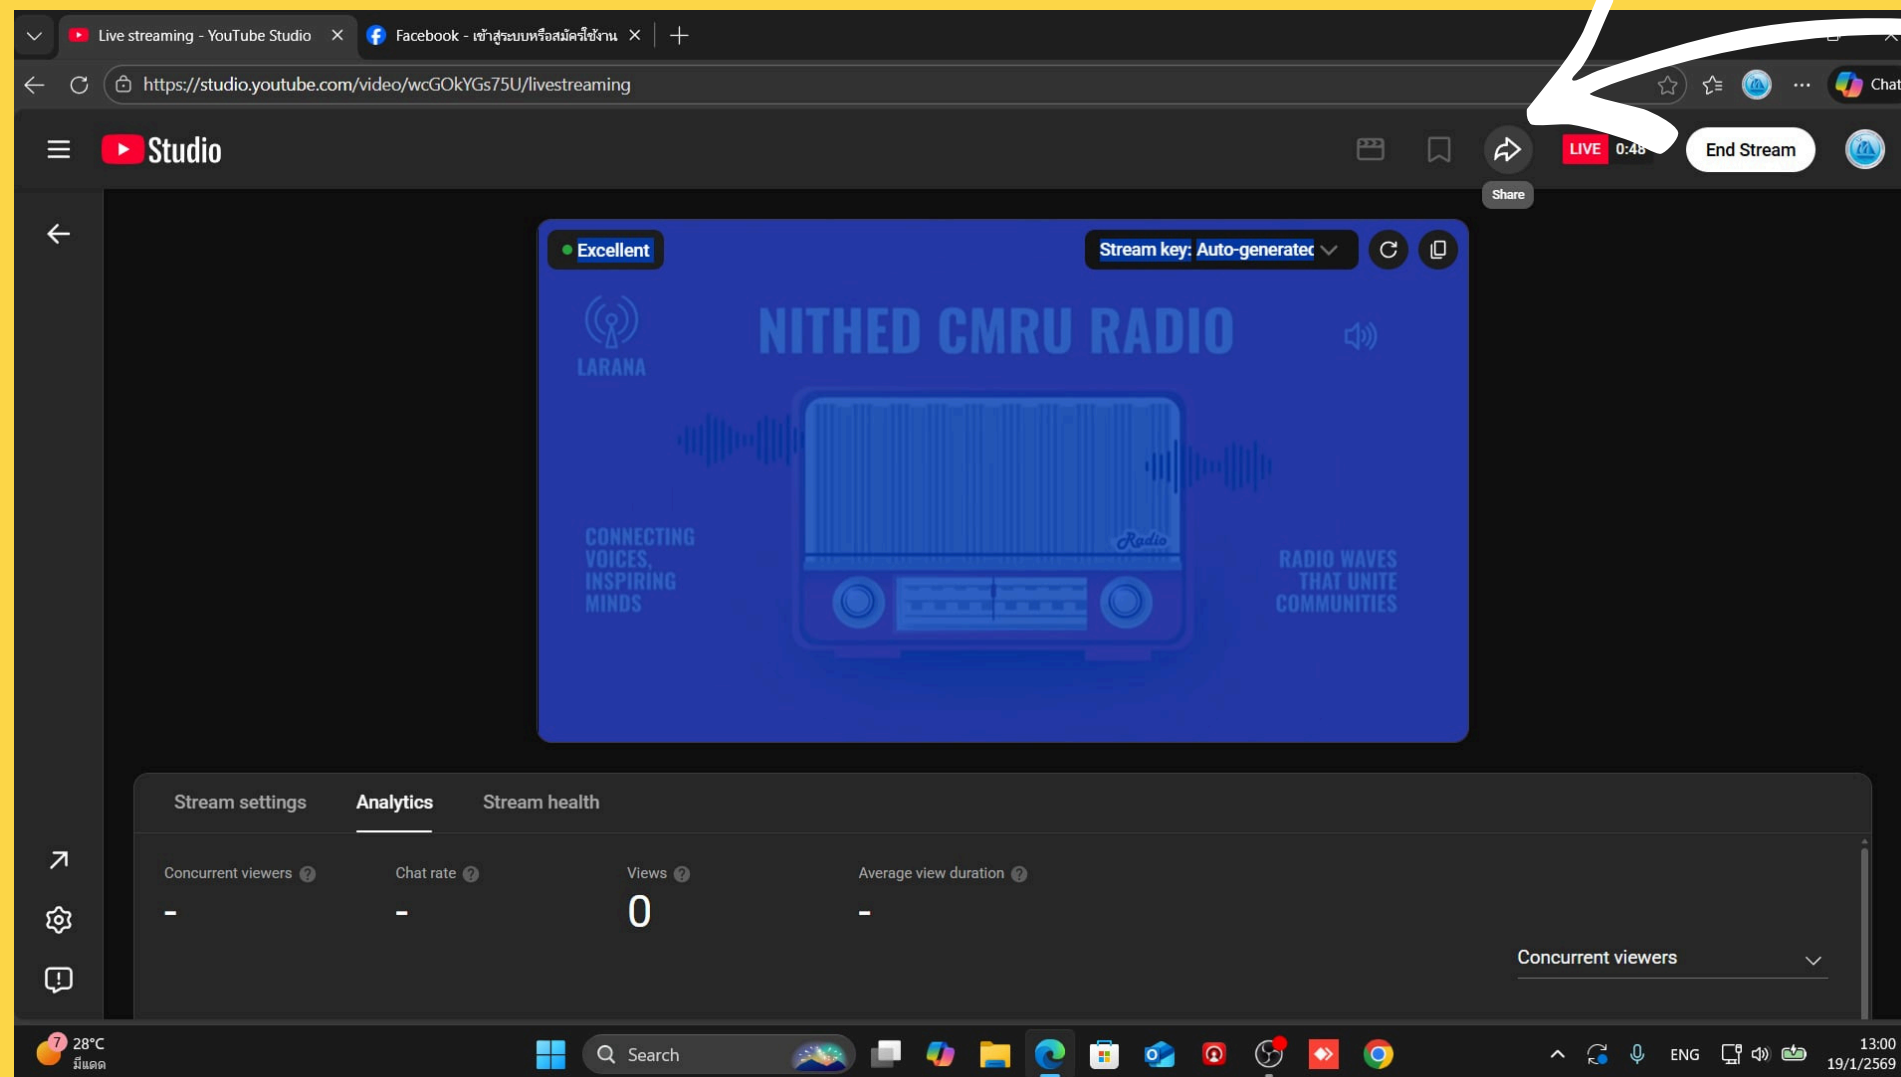 Live streaming - YouTube Studio
Facebook - เข้าสู่ระบบหรือสมัครใช้งาน
https://studio.youtube.com/video/wcGOkYGs75U/livestreaming
Chat
Studio
LIVE 0:48
End Stream
Share
Excellent
Stream key: Auto-generated
NITHED CMRU RADIO
LARANA
CONNECTING
VOICES,
INSPIRING
MINDS
Radio
RADIO WAVES
THAT UNITE
COMMUNITIES
Stream settings Analytics Stream health
Concurrent viewers Chat rate Views Average view duration
- - 0 -
Concurrent viewers
7 28°C
มีแดด
Search
ENG
13:00
19/1/2569